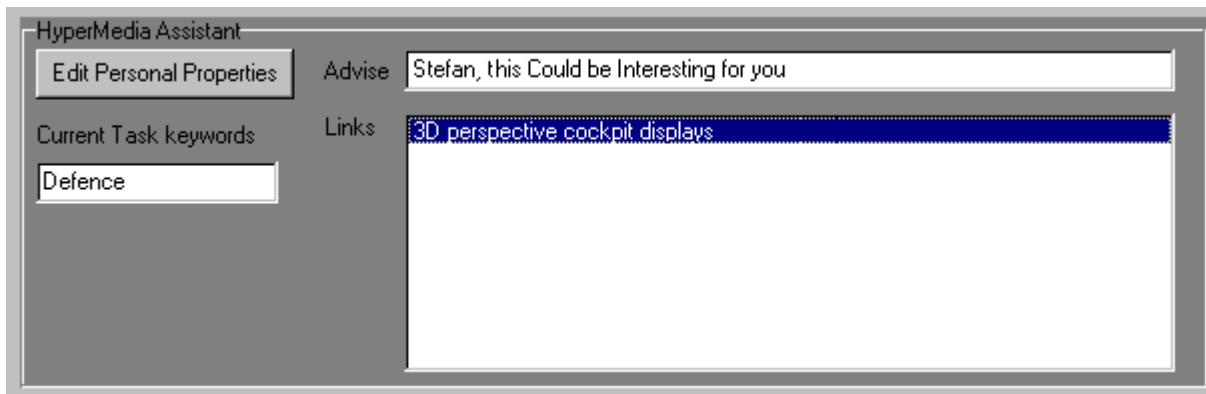 HyperMedia Assistant
Edit Personal Properties
Advise
Stefan, this Could be Interesting for you
Current Task keywords
Defence
Links
3D perspective cockpit displays